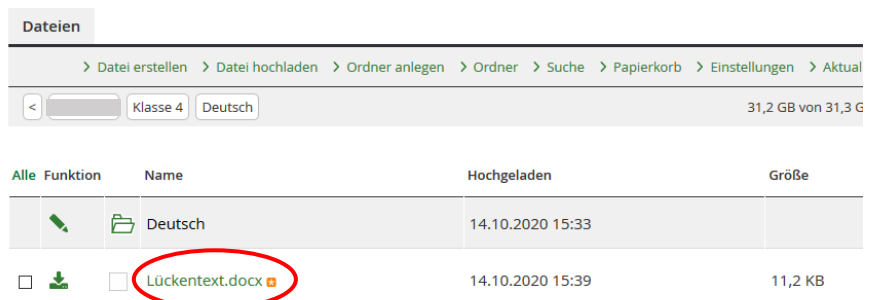 Dateien
Datei erstellen Datei hochladen Ordner anlegen Ordner Suche Papierkorb Einstellungen Aktual
< Klasse 4 Deutsch 31,2 GB von 31,3 G
Alle Funktion Name Hochgeladen Größe
Deutsch 14.10.2020 15:33
Lückentext.docx 14.10.2020 15:39 11,2 KB